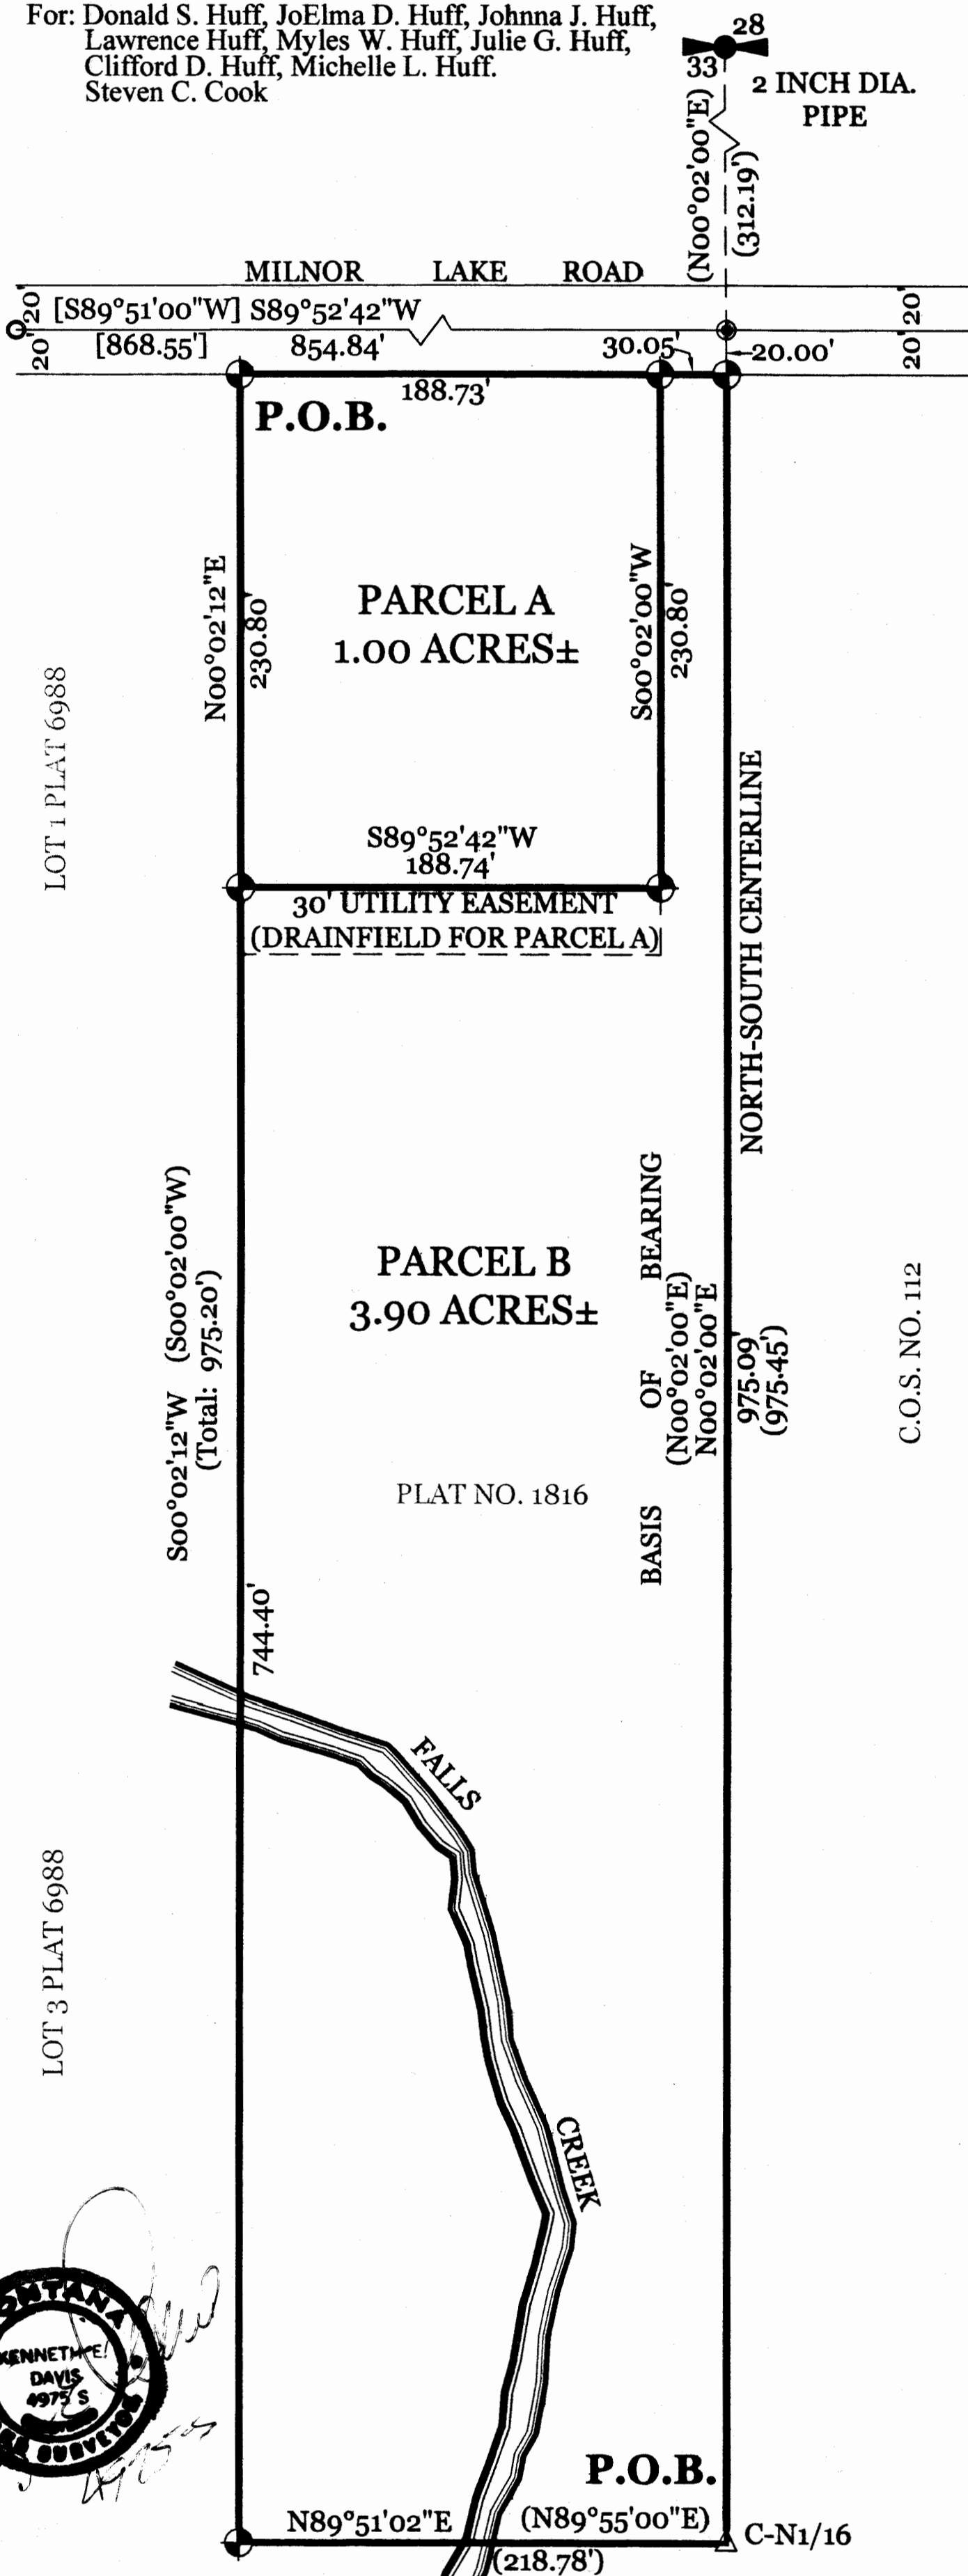 For: Donald S. Huff, JoElma D. Huff, Johnna J. Huff,
Lawrence Huff, Myles W. Huff, Julie G. Huff,
Clifford D. Huff, Michelle L. Huff.
Steven C. Cook
28
33
2 INCH DIA.
PIPE
(N00°02'00"E)
(312.19')
MILNOR LAKE ROAD
20'
[S89°51'00"W] S89°52'42"W
20'
20'
[868.55']
854.84'
30.05'
20.00'
20'
188.73'
P.O.B.
N00°02'12"E
230.80'
PARCEL A
1.00 ACRES±
S00°02'00"W
230.80'
LOT 1 PLAT 6988
S89°52'42"W
188.74'
30' UTILITY EASEMENT
(DRAINFIELD FOR PARCEL A)
NORTH-SOUTH CENTERLINE
S00°02'12"W (S00°02'00"W)
(Total: 975.20')
PARCEL B
3.90 ACRES±
BASIS OF BEARING
(N00°02'00"E)
N00°02'00"E
975.09'
(975.45')
C.O.S. NO. 112
PLAT NO. 1816
744.40'
FALLS
CREEK
LOT 3 PLAT 6988
MONTANA
KENNETH E.
DAVIS
4975 S
SURVEYOR
4975 S
P.O.B.
N89°51'02"E (N89°55'00"E)
C-N1/16
(218.78')